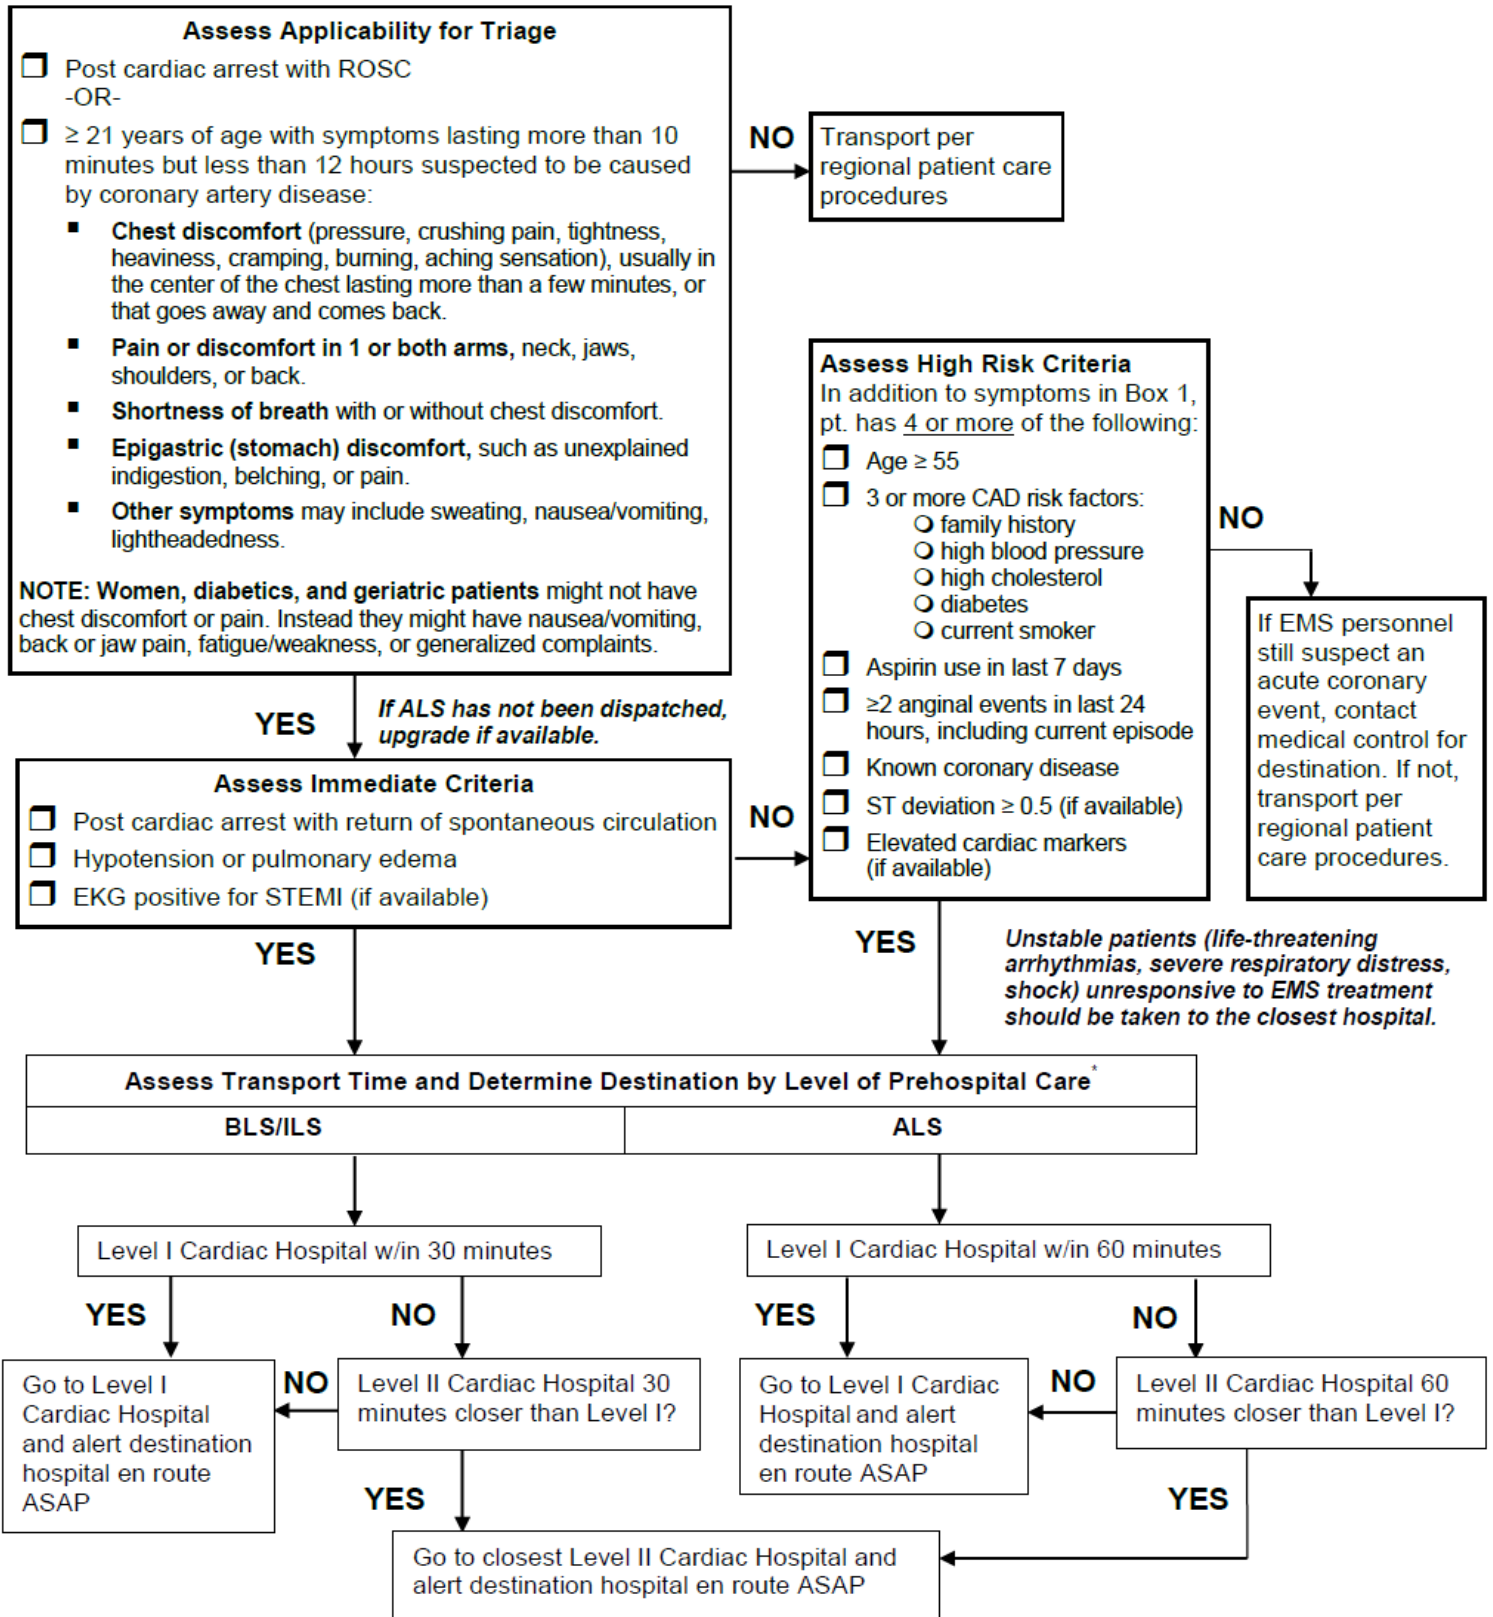 Assess Applicability for Triage
❒ Post cardiac arrest with ROSC
-OR-
❒ ≥ 21 years of age with symptoms lasting more than 10
minutes but less than 12 hours suspected to be caused
by coronary artery disease:
▪ Chest discomfort (pressure, crushing pain, tightness,
heaviness, cramping, burning, aching sensation), usually in
the center of the chest lasting more than a few minutes, or
that goes away and comes back.
▪ Pain or discomfort in 1 or both arms, neck, jaws,
shoulders, or back.
▪ Shortness of breath with or without chest discomfort.
▪ Epigastric (stomach) discomfort, such as unexplained
indigestion, belching, or pain.
▪ Other symptoms may include sweating, nausea/vomiting,
lightheadedness.
NOTE: Women, diabetics, and geriatric patients might not have
chest discomfort or pain. Instead they might have nausea/vomiting,
back or jaw pain, fatigue/weakness, or generalized complaints.
NO
Transport per
regional patient care
procedures
YES
If ALS has not been dispatched,
upgrade if available.
Assess Immediate Criteria
❒ Post cardiac arrest with return of spontaneous circulation
❒ Hypotension or pulmonary edema
❒ EKG positive for STEMI (if available)
NO
Assess High Risk Criteria
In addition to symptoms in Box 1,
pt. has 4 or more of the following:
❒ Age ≥ 55
❒ 3 or more CAD risk factors:
❍ family history
❍ high blood pressure
❍ high cholesterol
❍ diabetes
❍ current smoker
❒ Aspirin use in last 7 days
❒ ≥2 anginal events in last 24
hours, including current episode
❒ Known coronary disease
❒ ST deviation ≥ 0.5 (if available)
❒ Elevated cardiac markers
(if available)
NO
If EMS personnel
still suspect an
acute coronary
event, contact
medical control for
destination. If not,
transport per
regional patient
care procedures.
YES
YES
Unstable patients (life-threatening
arrhythmias, severe respiratory distress,
shock) unresponsive to EMS treatment
should be taken to the closest hospital.
Assess Transport Time and Determine Destination by Level of Prehospital Care*
BLS/ILS
ALS
Level I Cardiac Hospital w/in 30 minutes
Level I Cardiac Hospital w/in 60 minutes
YES
NO
YES
NO
Go to Level I
Cardiac Hospital
and alert destination
hospital en route
ASAP
NO
Level II Cardiac Hospital 30
minutes closer than Level I?
Go to Level I Cardiac
Hospital and alert
destination hospital
en route ASAP
NO
Level II Cardiac Hospital 60
minutes closer than Level I?
YES
YES
Go to closest Level II Cardiac Hospital and
alert destination hospital en route ASAP